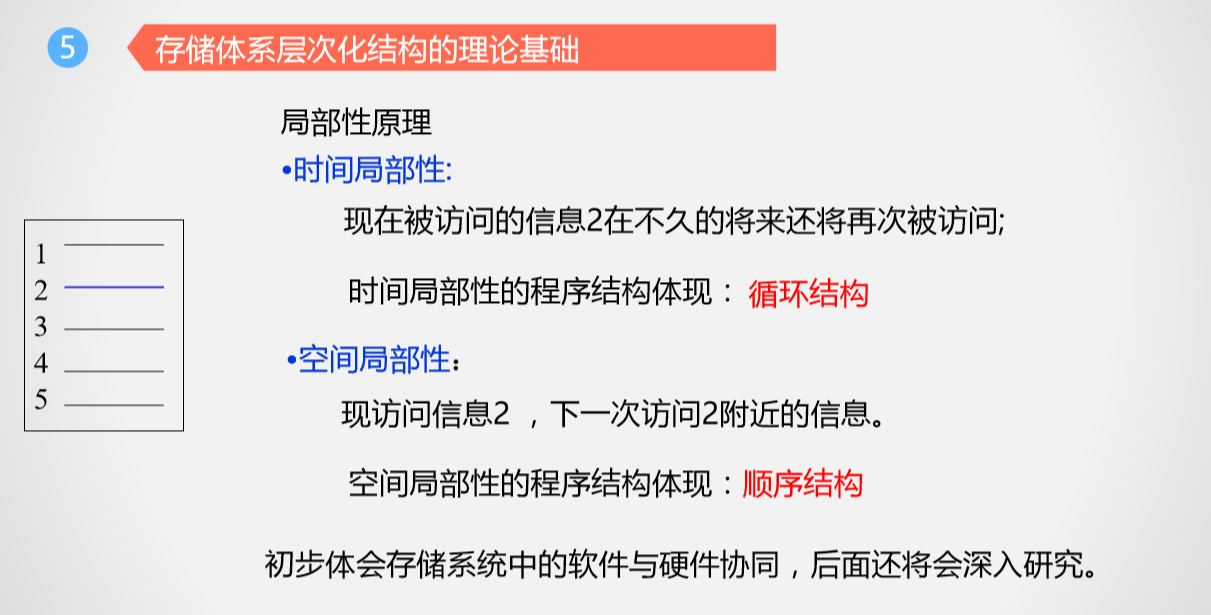 5 存储体系层次化结构的理论基础
局部性原理
•时间局部性:
现在被访问的信息2在不久的将来还将再次被访问;
时间局部性的程序结构体现：循环结构
•空间局部性：
现访问信息2 ，下一次访问2附近的信息。
空间局部性的程序结构体现：顺序结构
初步体会存储系统中的软件与硬件协同，后面还将会深入研究。
1
2
3
4
5